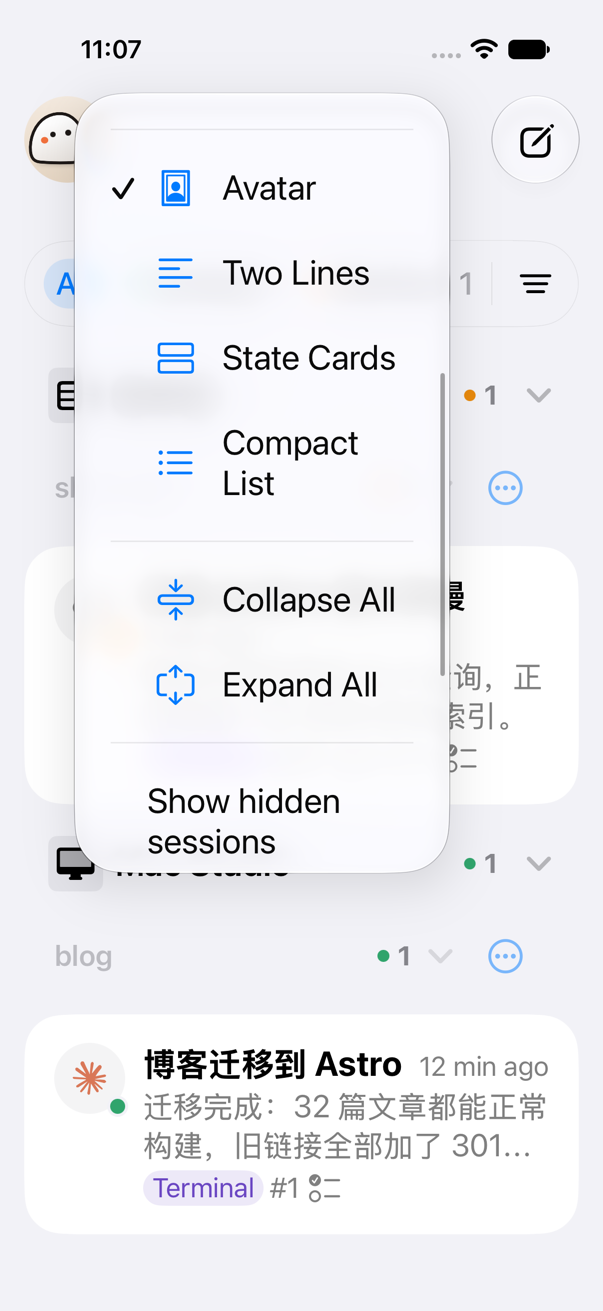 11:07
Avatar
Two Lines
1
State Cards
1
Compact
List
Collapse All
Expand All
询，正
索引。
Show hidden
sessions
1
blog
1
博客迁移到 Astro 12 min ago
迁移完成：32 篇文章都能正常
构建，旧链接全部加了 301...
Terminal #1